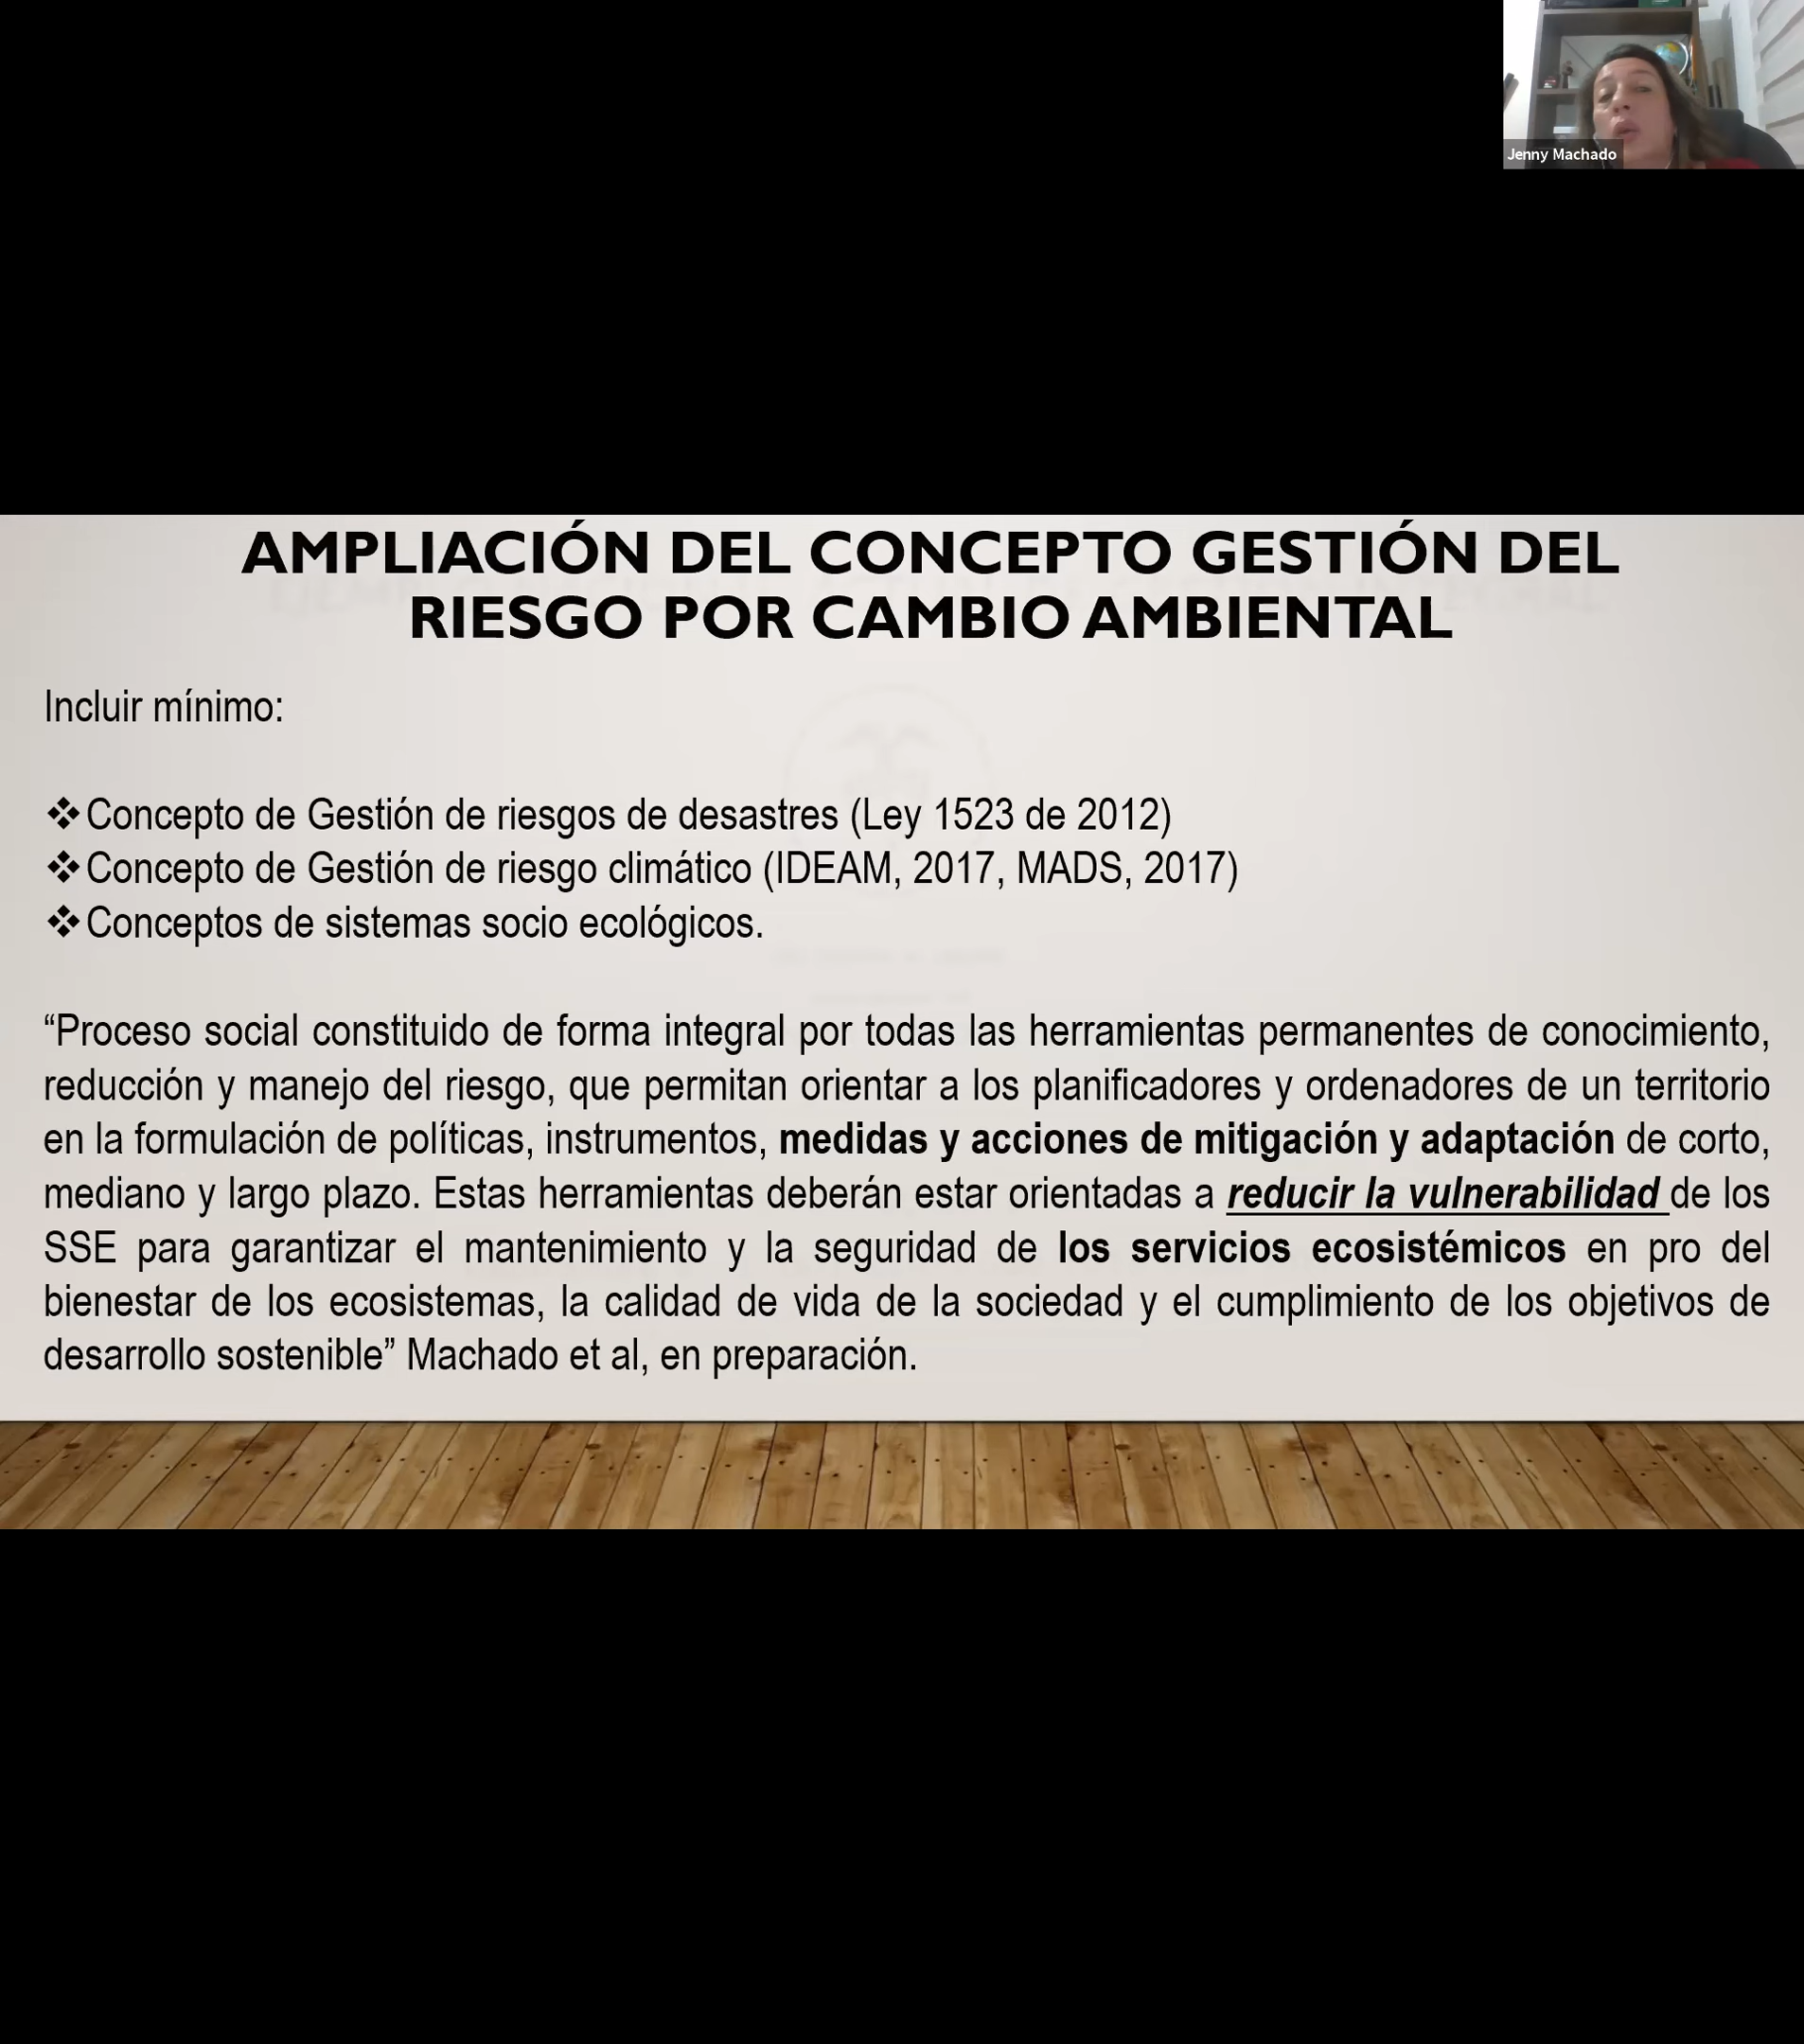 Jenny Machado
AMPLIACIÓN DEL CONCEPTO GESTIÓN DEL
RIESGO POR CAMBIO AMBIENTAL
Incluir mínimo:
❖Concepto de Gestión de riesgos de desastres (Ley 1523 de 2012)
❖Concepto de Gestión de riesgo climático (IDEAM, 2017, MADS, 2017)
❖Conceptos de sistemas socio ecológicos.
“Proceso social constituido de forma integral por todas las herramientas permanentes de conocimiento,
reducción y manejo del riesgo, que permitan orientar a los planificadores y ordenadores de un territorio
en la formulación de políticas, instrumentos, medidas y acciones de mitigación y adaptación de corto,
mediano y largo plazo. Estas herramientas deberán estar orientadas a reducir la vulnerabilidad de los
SSE para garantizar el mantenimiento y la seguridad de los servicios ecosistémicos en pro del
bienestar de los ecosistemas, la calidad de vida de la sociedad y el cumplimiento de los objetivos de
desarrollo sostenible” Machado et al, en preparación.